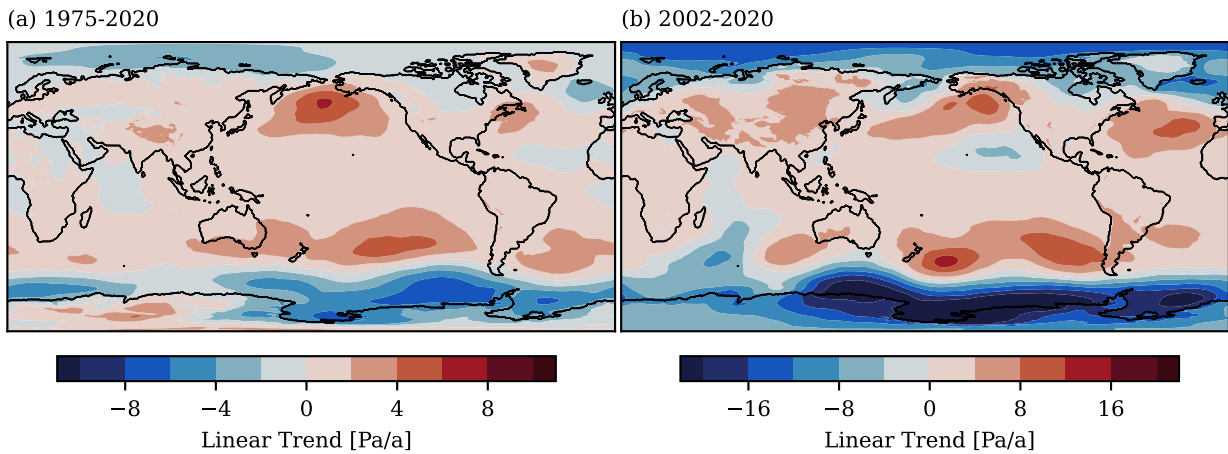 (a) 1975-2020
(b) 2002-2020
−8 −4 0 4 8
−16 −8 0 8 16
Linear Trend [Pa/a]
Linear Trend [Pa/a]